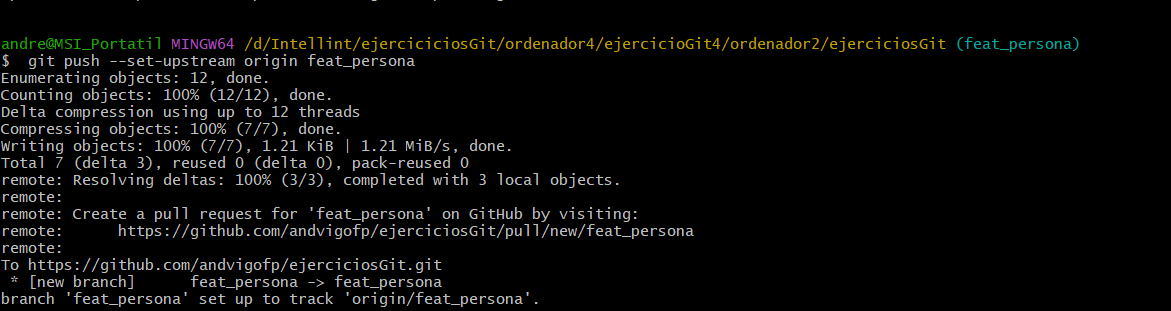 andre@MSI_Portatil MINGW64 /d/Intellint/ejerciciciosGit/ordenador4/ejercicioGit4/ordenador2/ejerciciosGit (feat_persona)
$  git push --set-upstream origin feat_persona
Enumerating objects: 12, done.
Counting objects: 100% (12/12), done.
Delta compression using up to 12 threads
Compressing objects: 100% (7/7), done.
Writing objects: 100% (7/7), 1.21 KiB | 1.21 MiB/s, done.
Total 7 (delta 3), reused 0 (delta 0), pack-reused 0
remote: Resolving deltas: 100% (3/3), completed with 3 local objects.
remote:
remote: Create a pull request for 'feat_persona' on GitHub by visiting:
remote:      https://github.com/andvigofp/ejerciciosGit/pull/new/feat_persona
remote:
To https://github.com/andvigofp/ejerciciosGit.git
 * [new branch]      feat_persona -> feat_persona
branch 'feat_persona' set up to track 'origin/feat_persona'.